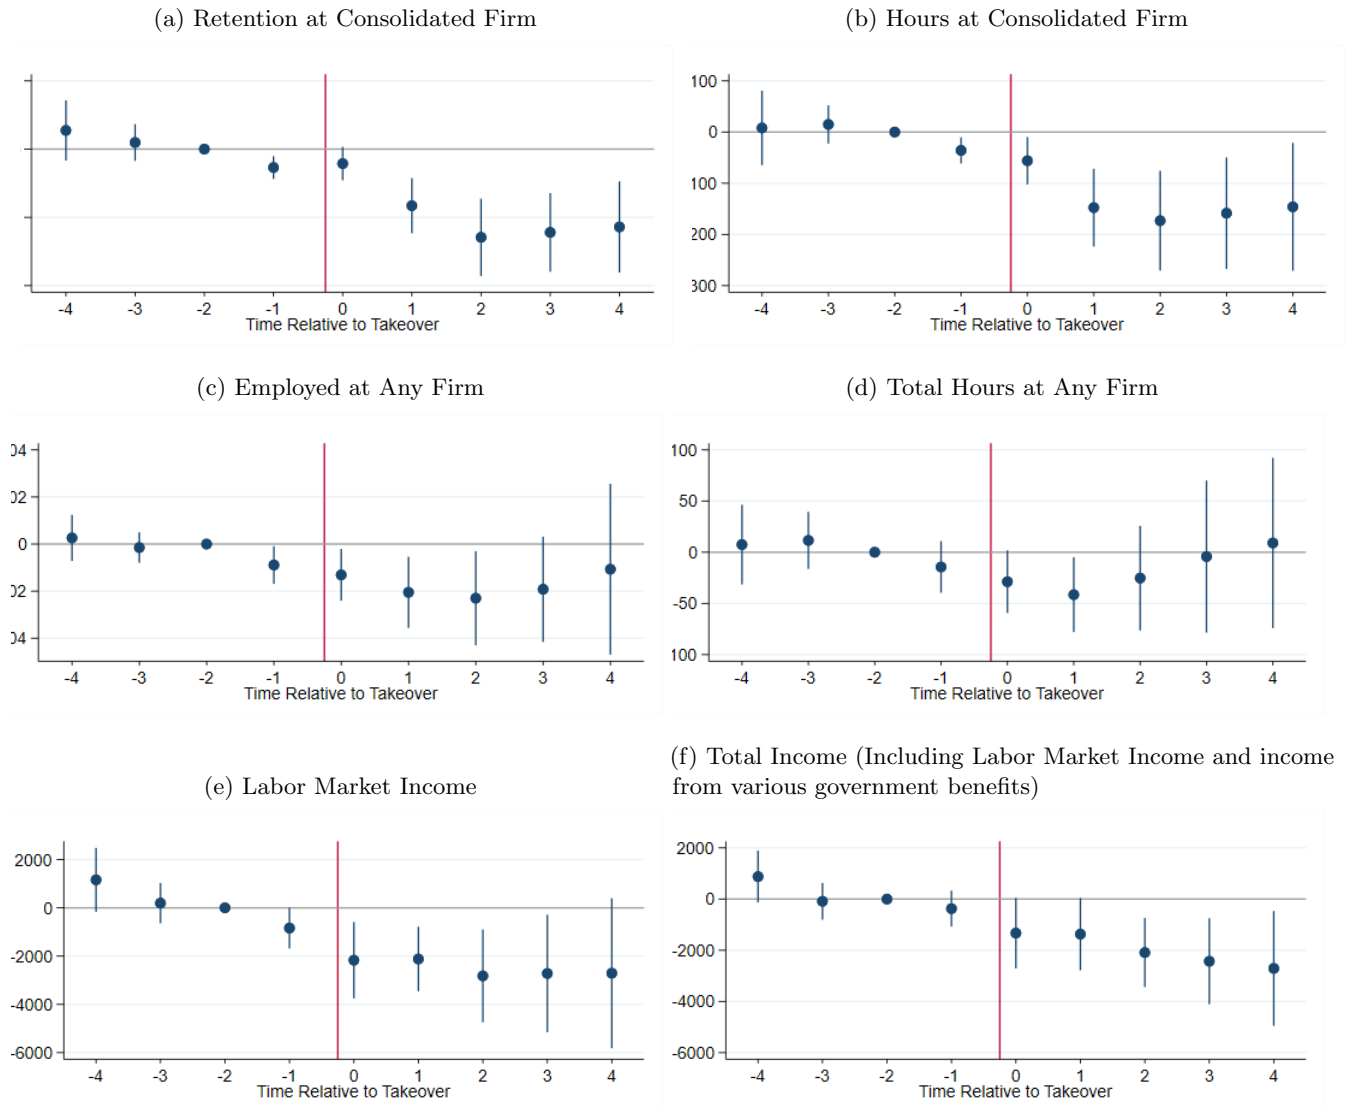 (a) Retention at Consolidated Firm
-4 -3 -2 -1 0 1 2 3 4
Time Relative to Takeover
(b) Hours at Consolidated Firm
100
0
100
200
300
-4 -3 -2 -1 0 1 2 3 4
Time Relative to Takeover
(c) Employed at Any Firm
04
02
0
02
04
-4 -3 -2 -1 0 1 2 3 4
Time Relative to Takeover
(d) Total Hours at Any Firm
100
50
0
-50
100
-4 -3 -2 -1 0 1 2 3 4
Time Relative to Takeover
(e) Labor Market Income
2000
0
-2000
-4000
-6000
-4 -3 -2 -1 0 1 2 3 4
Time Relative to Takeover
(f) Total Income (Including Labor Market Income and income
from various government benefits)
2000
0
-2000
-4000
-6000
-4 -3 -2 -1 0 1 2 3 4
Time Relative to Takeover